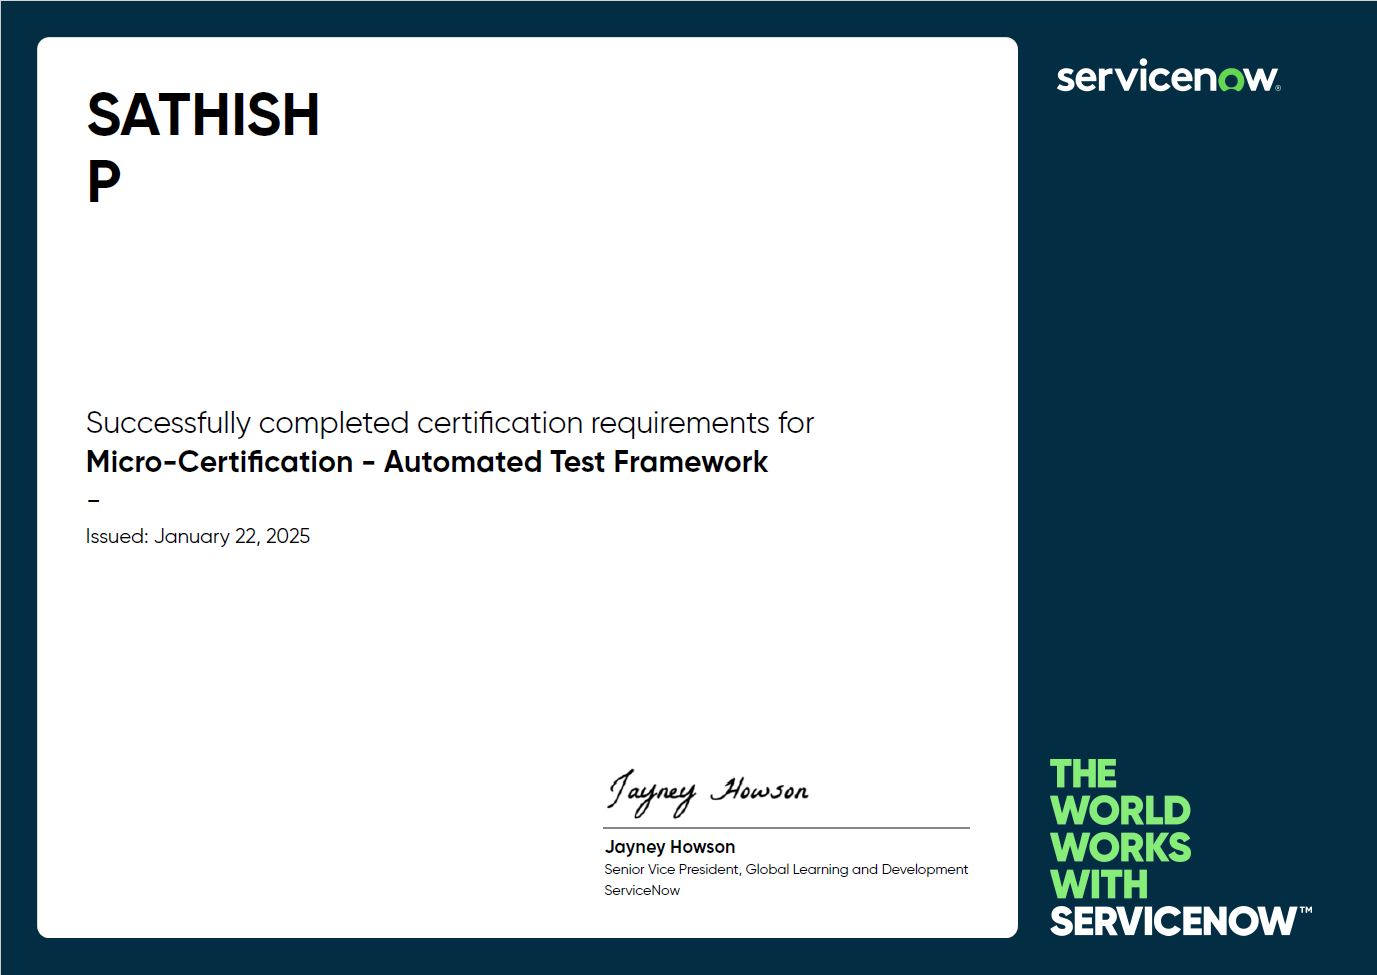 SATHISH
P
servicenow®
Successfully completed certification requirements for
Micro-Certification - Automated Test Framework
-
Issued: January 22, 2025
Jayney Howson
Jayney Howson
Senior Vice President, Global Learning and Development
ServiceNow
THE
WORLD
WORKS
WITH
SERVICENOW™